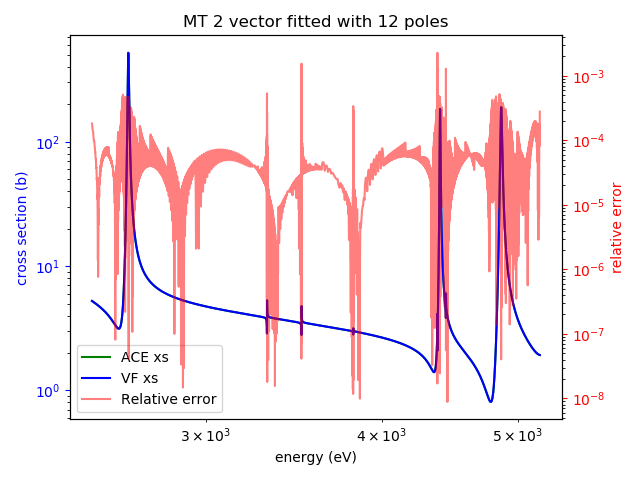 MT 2 vector fitted with 12 poles
cross section (b)
10²
10¹
10⁰
10⁻³
10⁻⁴
10⁻⁵
10⁻⁶
10⁻⁷
10⁻⁸
relative error
ACE xs
VF xs
Relative error
3 × 10³ 4 × 10³ 5 × 10³
energy (eV)